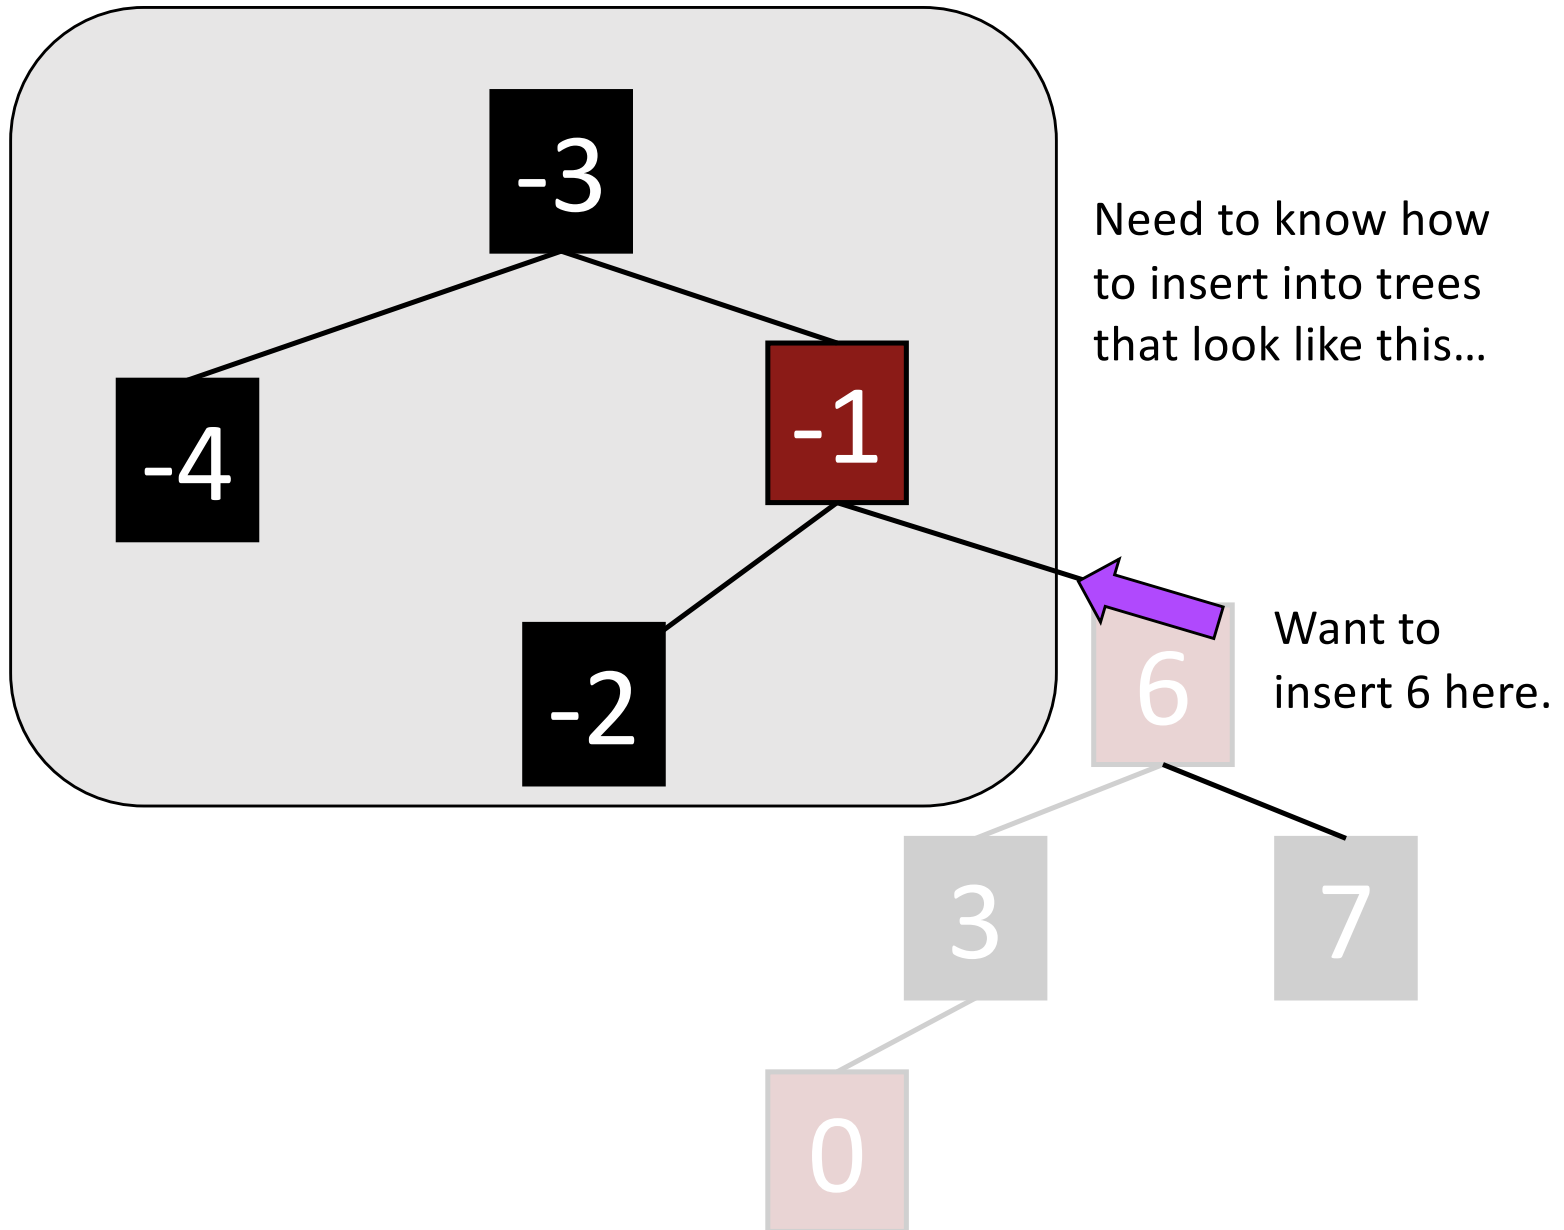 -3
Need to know how
to insert into trees
that look like this…
-1
-4
Want to
insert 6 here.
6
-2
3
7
0